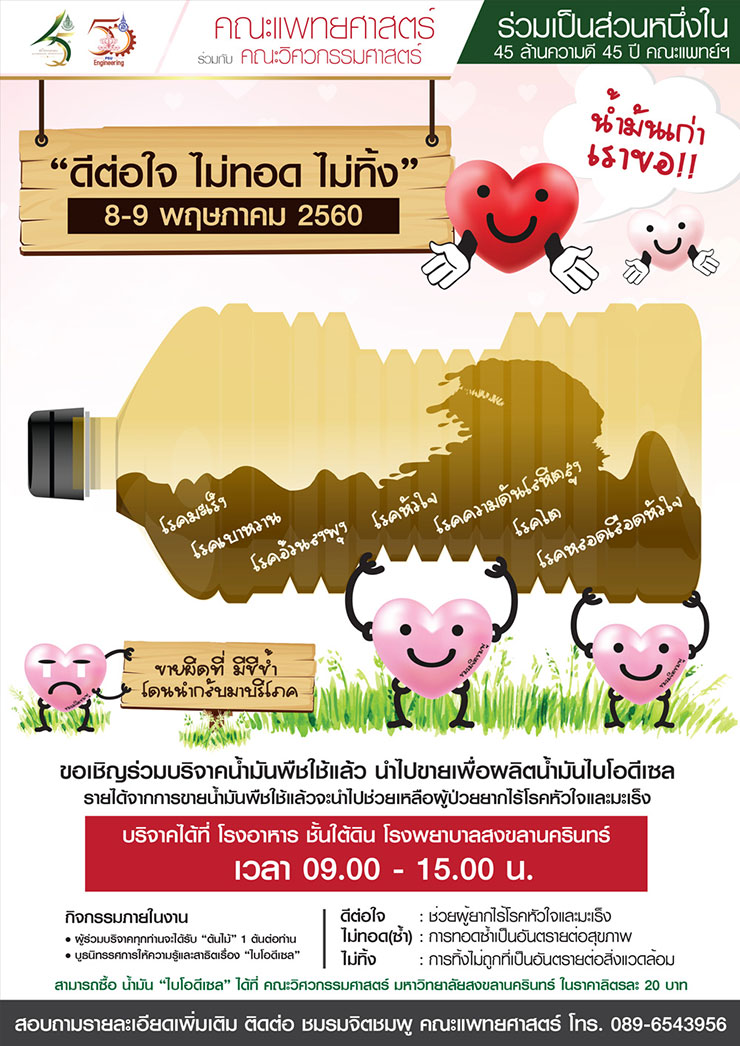 คณะแพทยศาสตร์
ร่วมกับ คณะวิศวกรรมศาสตร์
ร่วมเป็นส่วนหนึ่งใน
45 ล้านความดี 45 ปี คณะแพทย์ฯ
PSU
Engineering
“ดีต่อใจ ไม่ทอด ไม่ทิ้ง”
8-9 พฤษภาคม 2560
น้ำมันเก่า
เราขอ!!
โรคมะเร็ง
โรคเบาหวาน
โรคอ้วนลงพุง
โรคหัวใจ
โรคความดันโลหิตสูง
โรคไต
โรคหลอดเลือดหัวใจ
ขายผิดที่ มีชีช้ำ
โดนนำกลับมาบริโภค
ชมรมจิตชมพู
ชมรมจิตชมพู
ชมรมจิตชมพู
ขอเชิญร่วมบริจาคน้ำมันพืชใช้แล้ว นำไปขายเพื่อผลิตน้ำมันไบโอดีเซล
รายได้จากการขายน้ำมันพืชใช้แล้วจะนำไปช่วยเหลือผู้ป่วยยากไร้โรคหัวใจและมะเร็ง
บริจาคได้ที่ โรงอาหาร ชั้นใต้ดิน โรงพยาบาลสงขลานครินทร์
เวลา 09.00 - 15.00 น.
กิจกรรมภายในงาน
• ผู้ร่วมบริจาคทุกท่านจะได้รับ “ต้นไม้” 1 ต้นต่อท่าน
• บูธนิทรรศการให้ความรู้และสาธิตเรื่อง “ไบโอดีเซล”
ดีต่อใจ : ช่วยผู้ยากไร้โรคหัวใจและมะเร็ง
ไม่ทอด(ซ้ำ) : การทอดซ้ำเป็นอันตรายต่อสุขภาพ
ไม่ทิ้ง : การทิ้งไม่ถูกที่เป็นอันตรายต่อสิ่งแวดล้อม
สามารถซื้อ น้ำมัน “ไบโอดีเซล” ได้ที่ คณะวิศวกรรมศาสตร์ มหาวิทยาลัยสงขลานครินทร์ ในราคาลิตรละ 20 บาท
สอบถามรายละเอียดเพิ่มเติม ติดต่อ ชมรมจิตชมพู คณะแพทยศาสตร์ โทร. 089-6543956